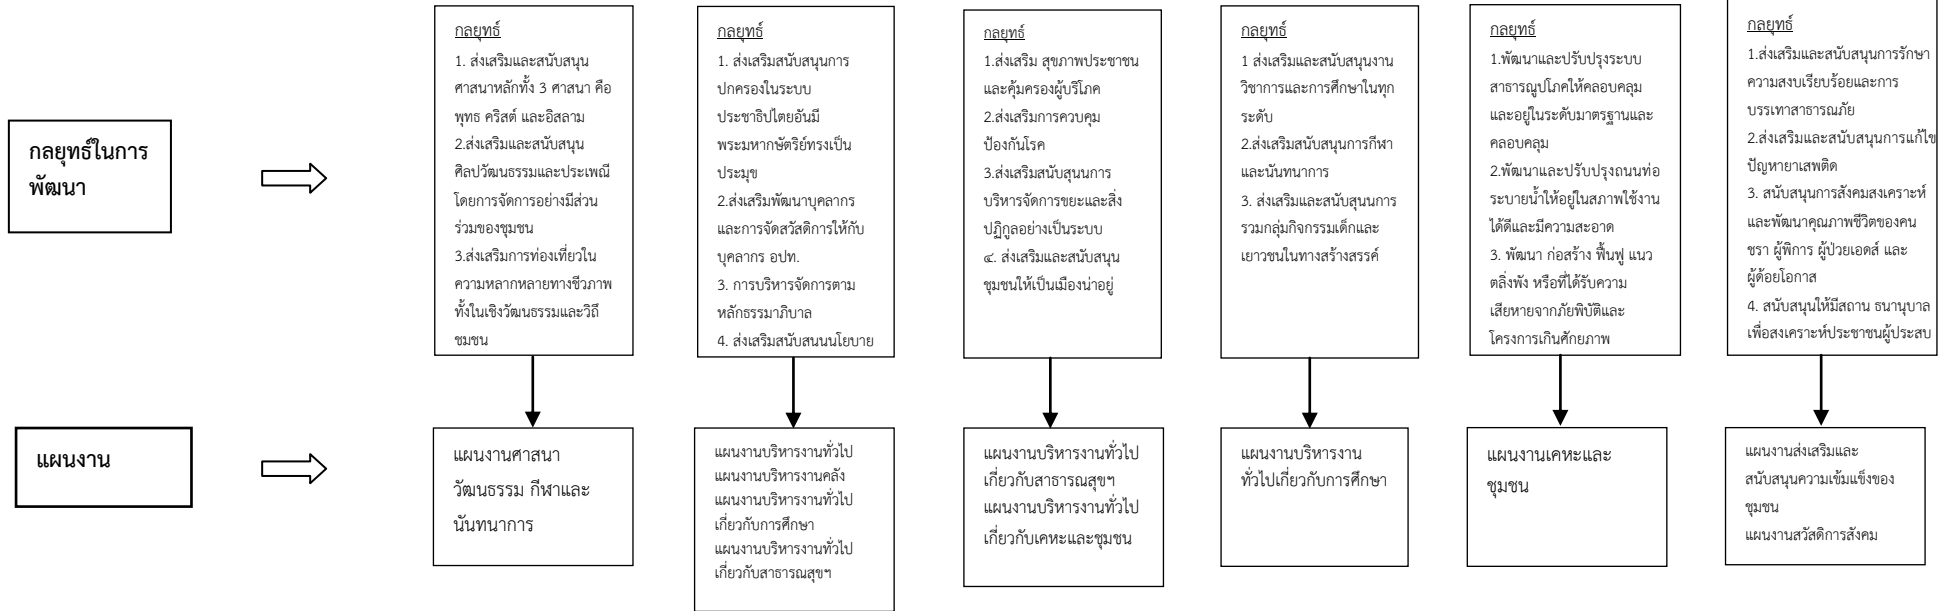 กลยุทธ์ในการ
พัฒนา
กลยุทธ์
1. ส่งเสริมและสนับสนุน
ศาสนาหลักทั้ง 3 ศาสนา คือ
พุทธ คริสต์ และอิสลาม
2.ส่งเสริมและสนับสนุน
ศิลปวัฒนธรรมและประเพณี
โดยการจัดการอย่างมีส่วน
ร่วมของชุมชน
3.ส่งเสริมการท่องเที่ยวใน
ความหลากหลายทางชีวภาพ
ทั้งในเชิงวัฒนธรรมและวิถี
ชุมชน
กลยุทธ์
1. ส่งเสริมสนับสนุนการ
ปกครองในระบบ
ประชาธิปไตยอันมี
พระมหากษัตริย์ทรงเป็น
ประมุข
2.ส่งเสริมพัฒนาบุคลากร
และการจัดสวัสดิการให้กับ
บุคลากร อปท.
3. การบริหารจัดการตาม
หลักธรรมาภิบาล
4. ส่งเสริมสนับสนนนโยบาย
กลยุทธ์
1.ส่งเสริม สุขภาพประชาชน
และคุ้มครองผู้บริโภค
2.ส่งเสริมการควบคุม
ป้องกันโรค
3.ส่งเสริมสนับสุนนการ
บริหารจัดการขยะและสิ่ง
ปฏิกูลอย่างเป็นระบบ
๔. ส่งเสริมและสนับสนุน
ชุมชนให้เป็นเมืองน่าอยู่
กลยุทธ์
1 ส่งเสริมและสนับสนุนงาน
วิชาการและการศึกษาในทุก
ระดับ
2.ส่งเสริมสนับสนุนการกีฬา
และนันทนาการ
3. ส่งเสริมและสนับสุนนการ
รวมกลุ่มกิจกรรมเด็กและ
เยาวชนในทางสร้างสรรค์
กลยุทธ์
1.พัฒนาและปรับปรุงระบบ
สาธารณูปโภคให้คลอบคลุม
และอยู่ในระดับมาตรฐานและ
คลอบคลุม
2.พัฒนาและปรับปรุงถนนท่อ
ระบายน้ำให้อยู่ในสภาพใช้งาน
ได้ดีและมีความสะอาด
3. พัฒนา ก่อสร้าง ฟื้นฟู แนว
ตลิ่งพัง หรือที่ได้รับความ
เสียหายจากภัยพิบัติและ
โครงการเกินศักยภาพ
กลยุทธ์
1.ส่งเสริมและสนับสนุนการรักษา
ความสงบเรียบร้อยและการ
บรรเทาสาธารณภัย
2.ส่งเสริมและสนับสนุนการแก้ไข
ปัญหายาเสพติด
3. สนับสนุนการสังคมสงเคราะห์
และพัฒนาคุณภาพชีวิตของคน
ชรา ผู้พิการ ผู้ป่วยเอดส์ และ
ผู้ด้อยโอกาส
4. สนับสนุนให้มีสถาน ธนานุบาล
เพื่อสงเคราะห์ประชาชนผู้ประสบ
แผนงาน
แผนงานศาสนา
วัฒนธรรม กีฬาและ
นันทนาการ
แผนงานบริหารงานทั่วไป
แผนงานบริหารงานคลัง
แผนงานบริหารงานทั่วไป
เกี่ยวกับการศึกษา
แผนงานบริหารงานทั่วไป
เกี่ยวกับสาธารณสุขฯ
แผนงานบริหารงานทั่วไป
เกี่ยวกับสาธารณสุขฯ
แผนงานบริหารงานทั่วไป
เกี่ยวกับเคหะและชุมชน
แผนงานบริหารงาน
ทั่วไปเกี่ยวกับการศึกษา
แผนงานเคหะและ
ชุมชน
แผนงานส่งเสริมและ
สนับสนุนความเข้มแข็งของ
ชุมชน
แผนงานสวัสดิการสังคม